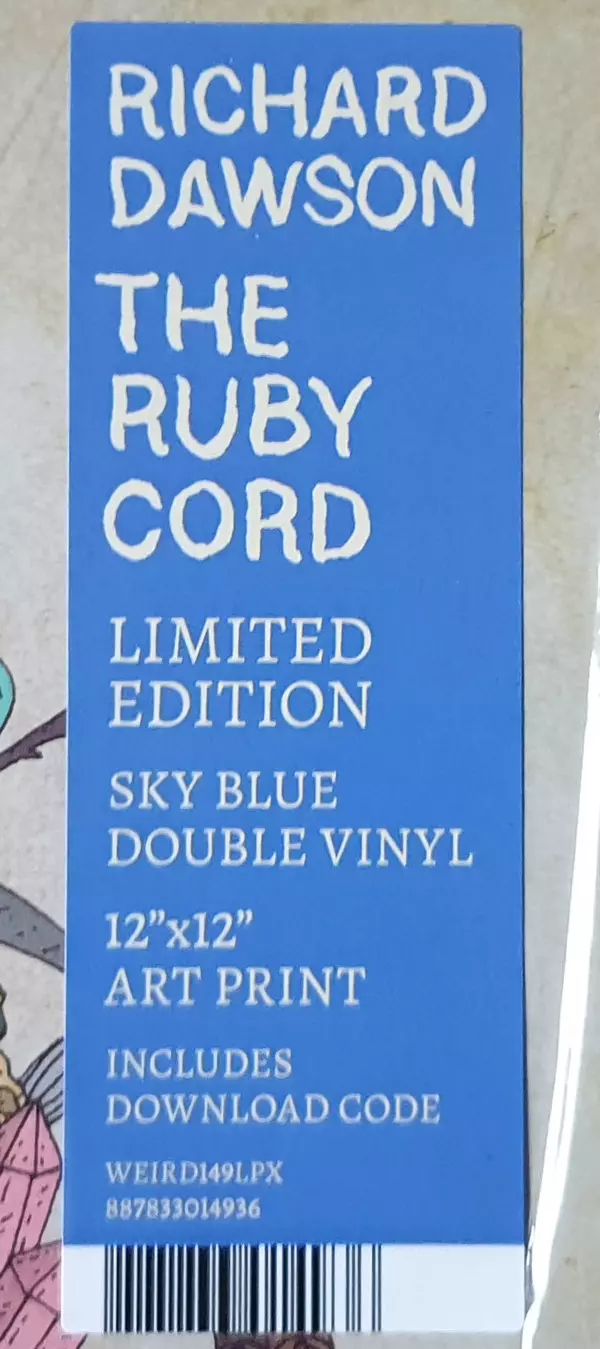 RICHARD
DAWSON
THE
RUBY
CORD
LIMITED
EDITION
SKY BLUE
DOUBLE VINYL
12”x12”
ART PRINT
INCLUDES
DOWNLOAD CODE
WEIRD149LPX
887833014936